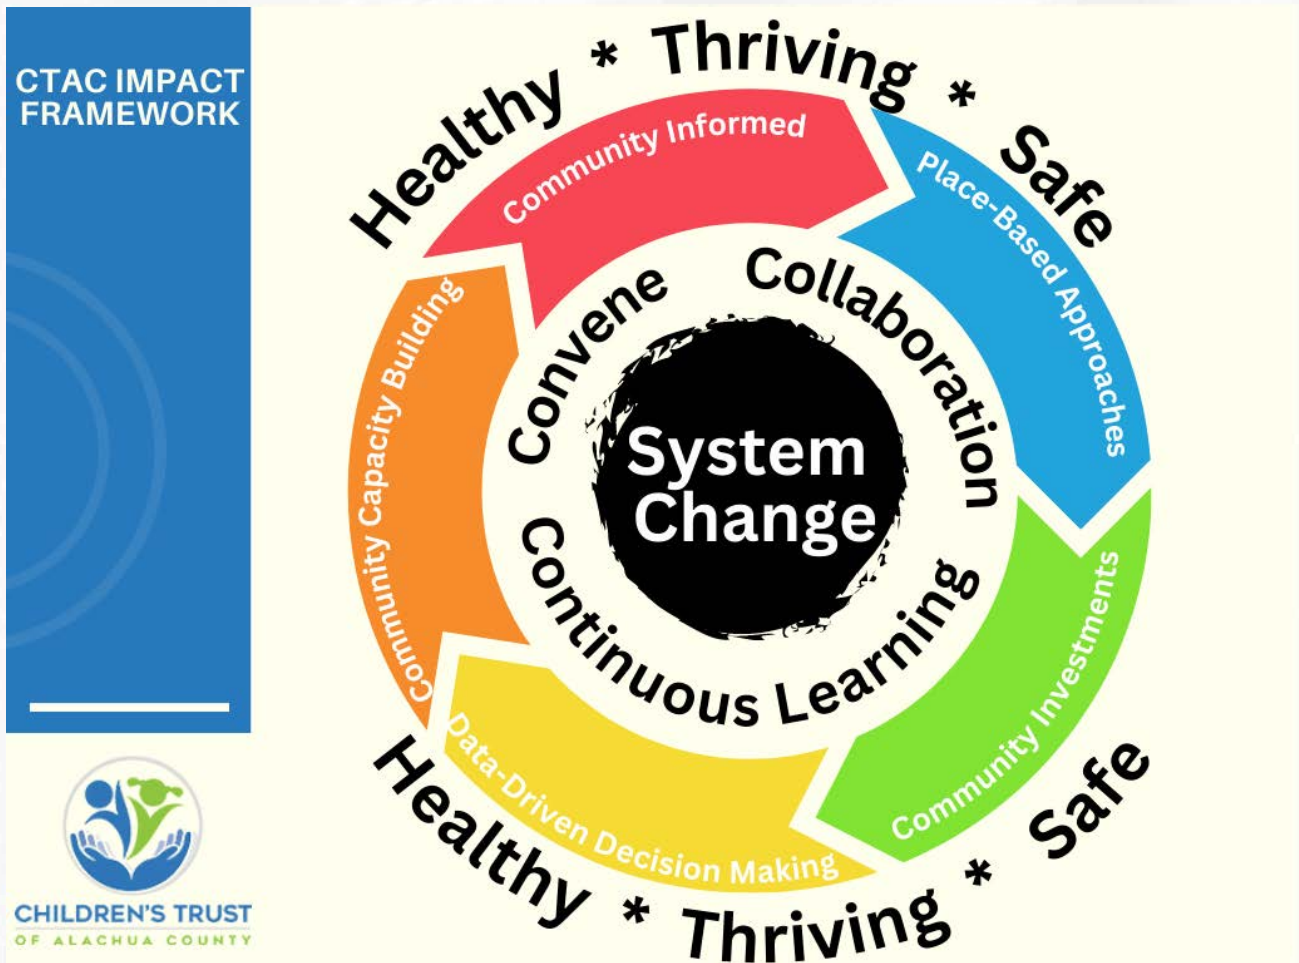 CTAC IMPACT
FRAMEWORK
Healthy * Thriving * Safe
Community Informed
Place-Based Approaches
Community Investments
Data-Driven Decision Making
Community Capacity Building
Convene
Collaboration
Continuous Learning
System
Change
Healthy * Thriving * Safe
CHILDREN'S TRUST
OF ALACHUA COUNTY